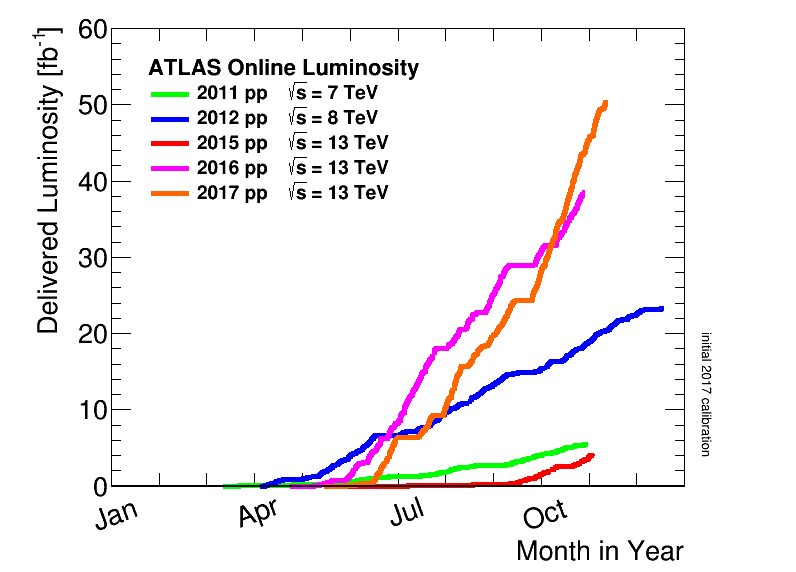 60
50
40
30
20
10
0
Delivered Luminosity [fb⁻¹]
ATLAS Online Luminosity
2011 pp √s = 7 TeV
2012 pp √s = 8 TeV
2015 pp √s = 13 TeV
2016 pp √s = 13 TeV
2017 pp √s = 13 TeV
initial 2017 calibration
Jan Apr Jul Oct
Month in Year